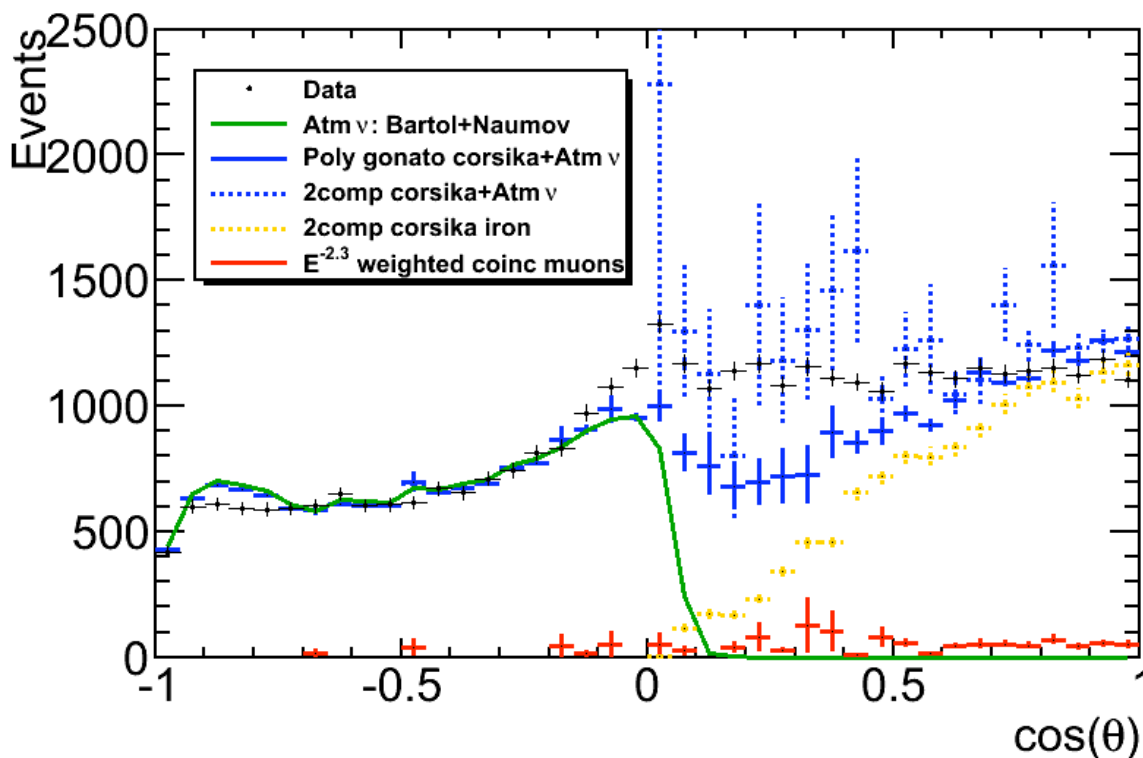 Events
2500
2000
1500
1000
500
0
Data
Atm ν: Bartol+Naumov
Poly gonato corsika+Atm ν
2comp corsika+Atm ν
2comp corsika iron
E^-2.3 weighted coinc muons
-1
-0.5
0
0.5
1
cos(θ)